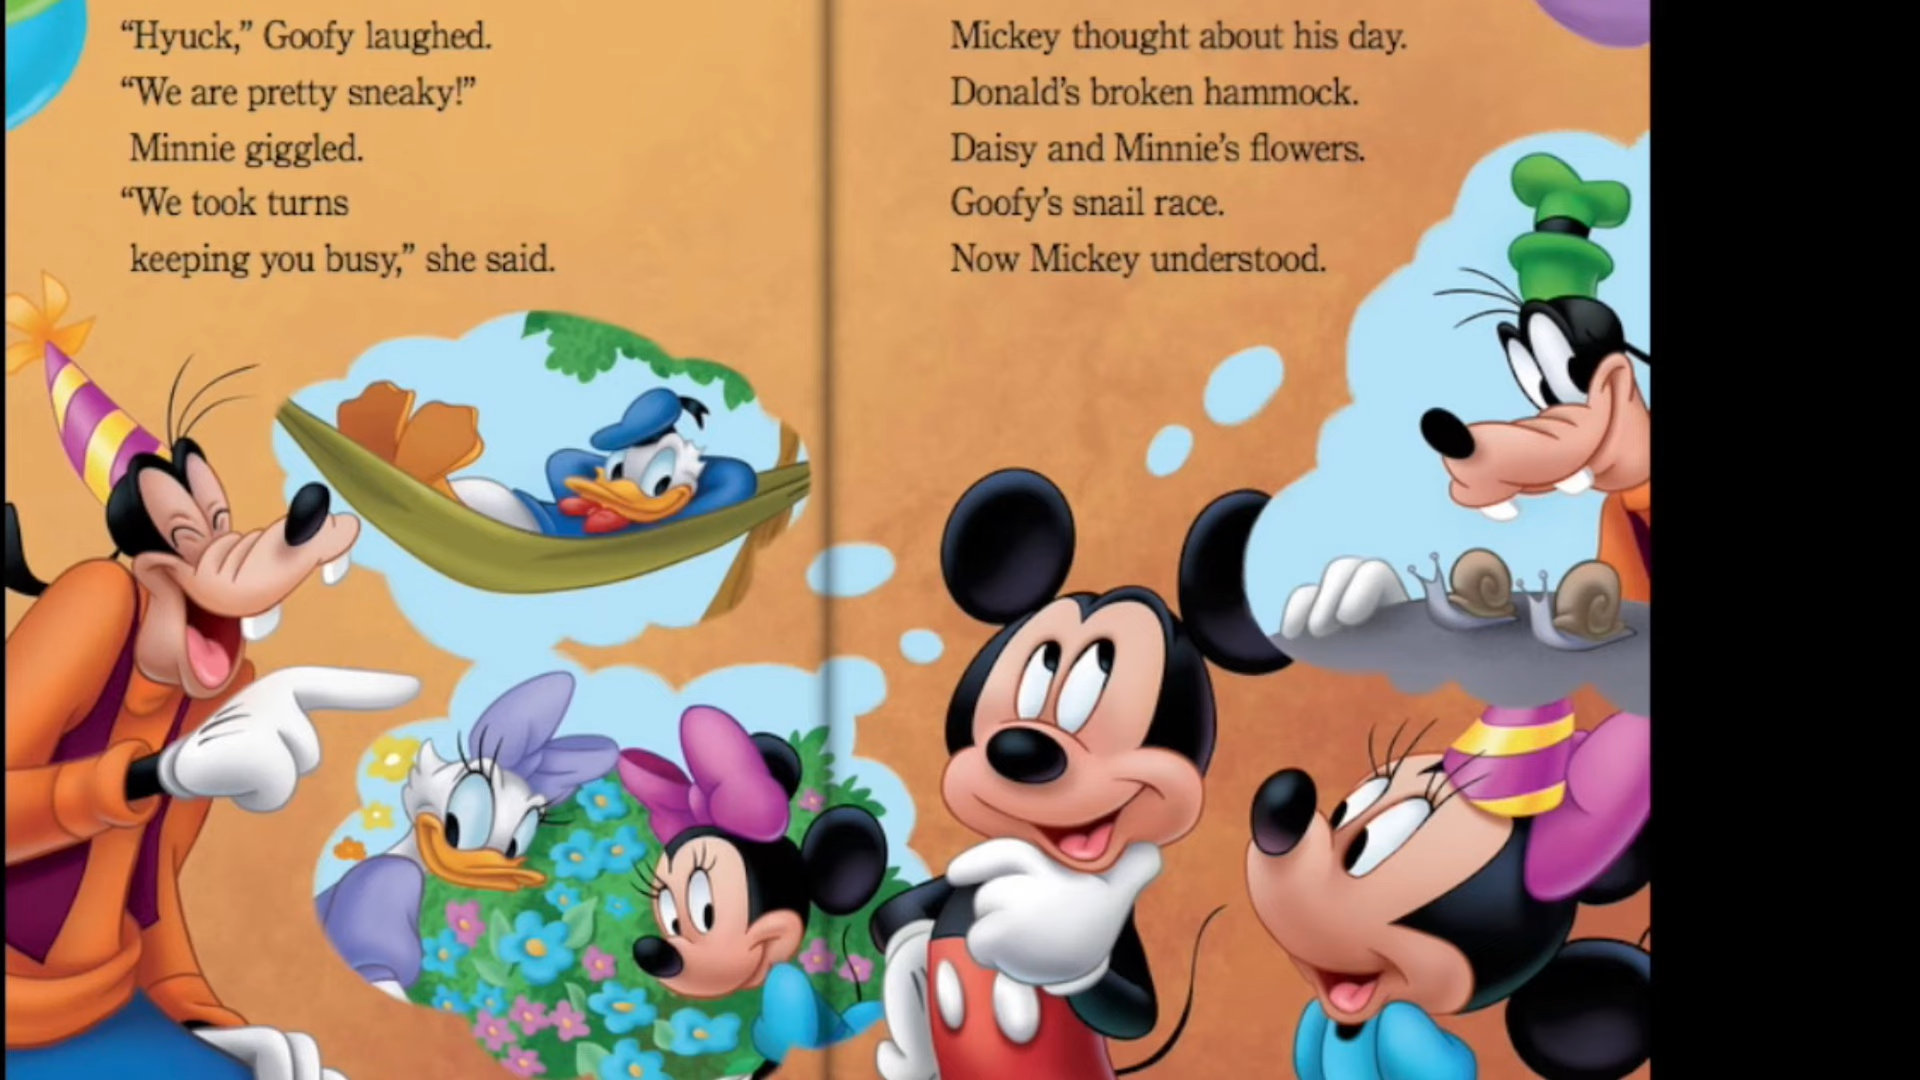 “Hyuck,” Goofy laughed.
“We are pretty sneaky!”
Minnie giggled.
“We took turns
keeping you busy,” she said.
Mickey thought about his day.
Donald’s broken hammock.
Daisy and Minnie’s flowers.
Goofy’s snail race.
Now Mickey understood.